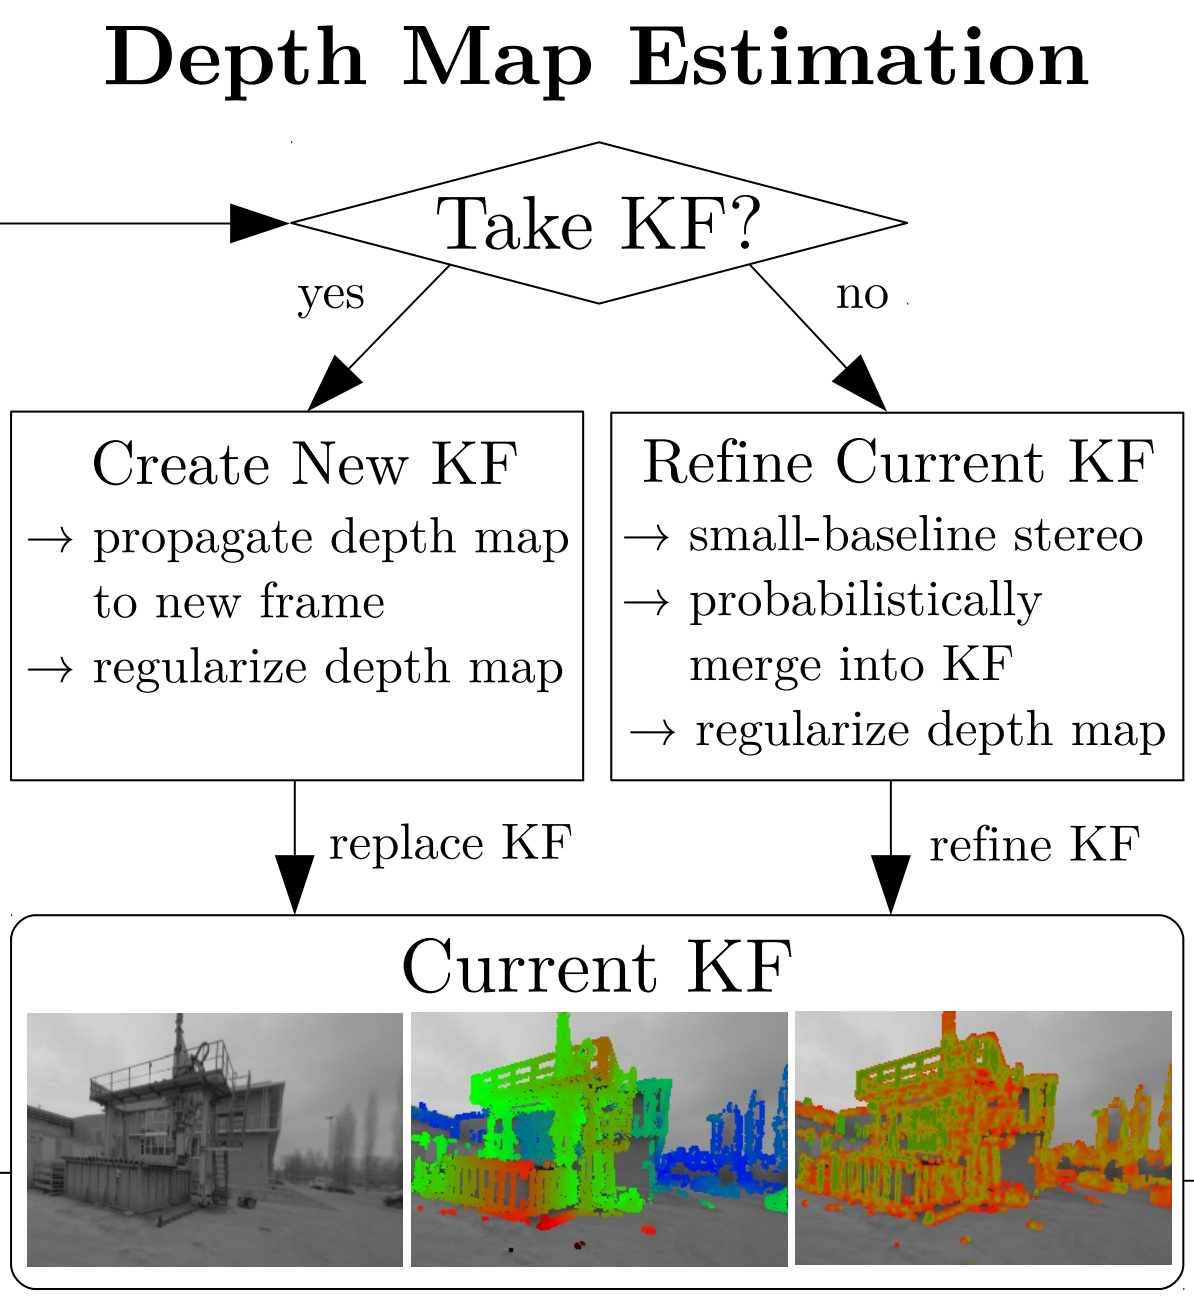 Depth Map Estimation
Take KF?
yes
no
Create New KF
→ propagate depth map
to new frame
→ regularize depth map
Refine Current KF
→ small-baseline stereo
→ probabilistically
merge into KF
→ regularize depth map
replace KF
refine KF
Current KF